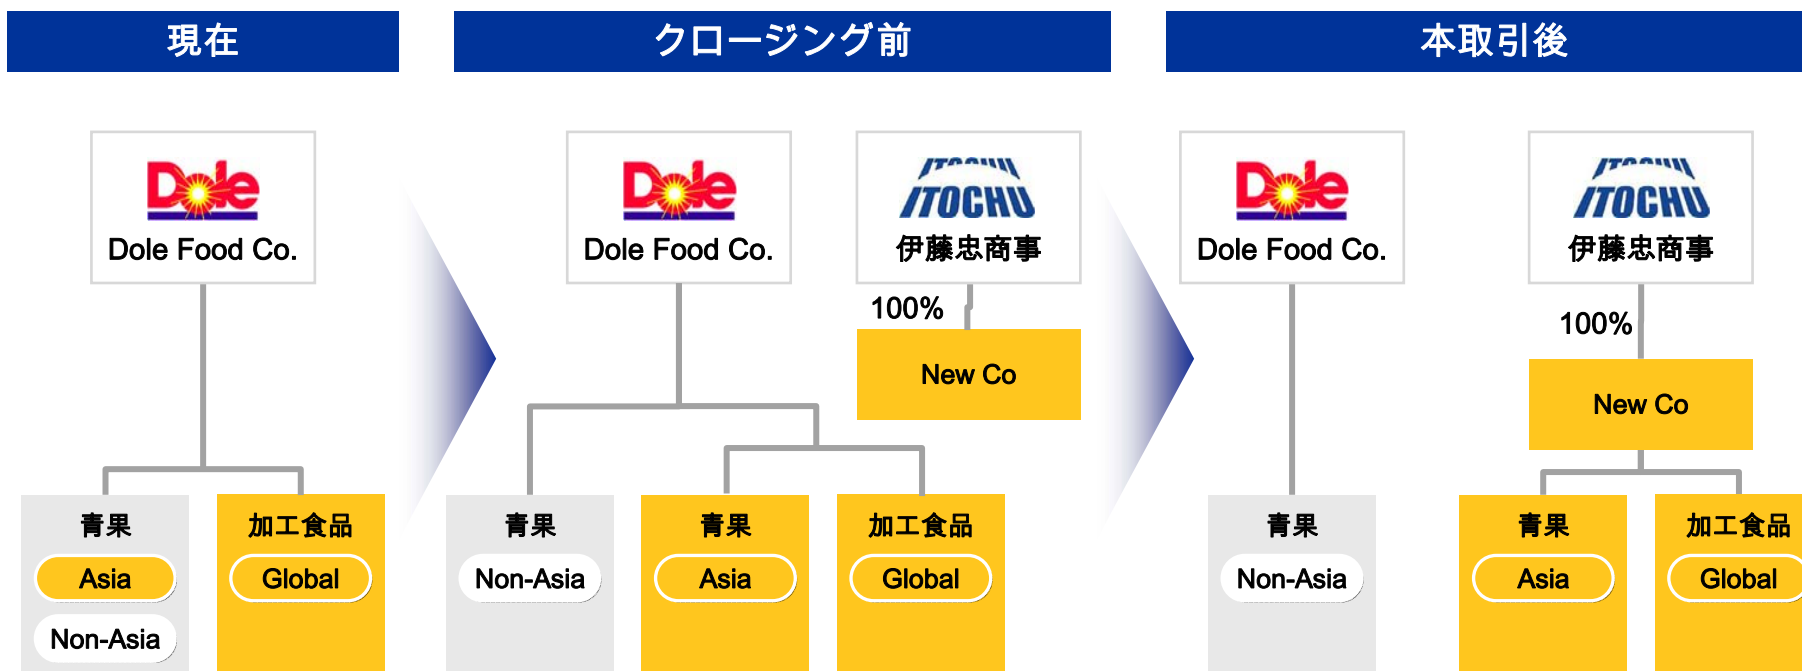 現在
クロージング前
本取引後
Dole
Dole Food Co.
Dole
Dole Food Co.
ITOCHU
ITOCHU
伊藤忠商事
Dole
Dole Food Co.
ITOCHU
ITOCHU
伊藤忠商事
100%
100%
New Co
New Co
青果
Asia
Non-Asia
加工食品
Global
青果
Non-Asia
青果
Asia
加工食品
Global
青果
Non-Asia
青果
Asia
加工食品
Global